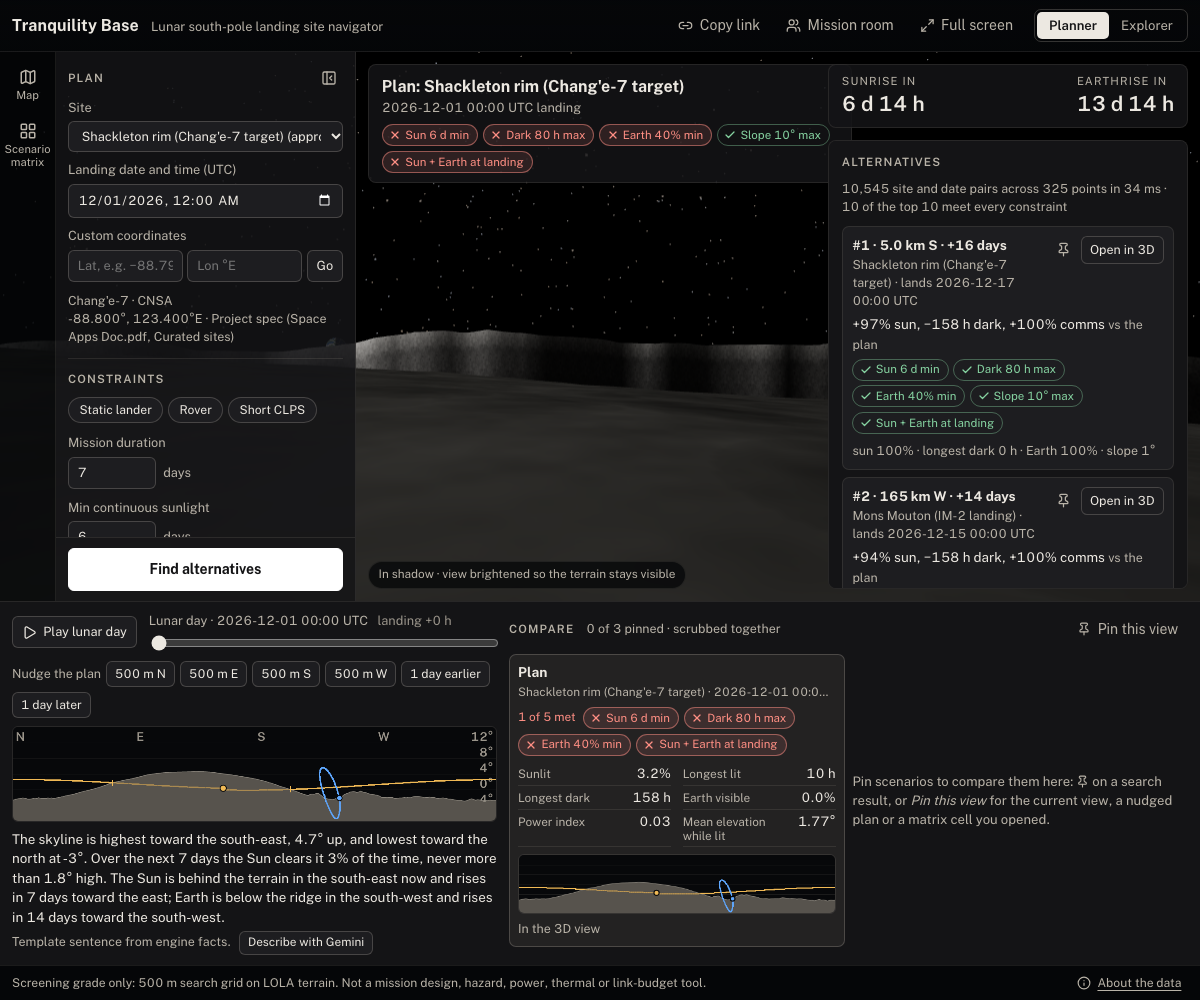 Tranquility Base Lunar south-pole landing site navigator
Copy link Mission room Full screen Planner Explorer
Map
Scenario
matrix
PLAN
Site
Shackleton rim (Chang'e-7 target) (appro
Landing date and time (UTC)
12/01/2026, 12:00 AM
Custom coordinates
Lat, e.g. −88.79 Lon °E Go
Chang'e-7 · CNSA
-88.800°, 123.400°E · Project spec (Space
Apps Doc.pdf, Curated sites)
CONSTRAINTS
Static lander Rover Short CLPS
Mission duration
7 days
Min continuous sunlight
6 days
Find alternatives
Plan: Shackleton rim (Chang'e-7 target)
2026-12-01 00:00 UTC landing
Sun 6 d min Dark 80 h max Earth 40% min Slope 10° max
Sun + Earth at landing
In shadow · view brightened so the terrain stays visible
SUNRISE IN EARTHRISE IN
6 d 14 h 13 d 14 h
ALTERNATIVES
10,545 site and date pairs across 325 points in 34 ms ·
10 of the top 10 meet every constraint
#1 · 5.0 km S · +16 days Open in 3D
Shackleton rim (Chang'e-7
target) · lands 2026-12-17
00:00 UTC
+97% sun, −158 h dark, +100% comms vs the
plan
Sun 6 d min Dark 80 h max
Earth 40% min Slope 10° max
Sun + Earth at landing
sun 100% · longest dark 0 h · Earth 100% · slope 1°
#2 · 165 km W · +14 days Open in 3D
Mons Mouton (IM-2 landing) ·
lands 2026-12-15 00:00 UTC
+94% sun, −158 h dark, +100% comms vs the
plan
Play lunar day Lunar day · 2026-12-01 00:00 UTC landing +0 h
Nudge the plan 500 m N 500 m E 500 m S 500 m W 1 day earlier
1 day later
N E S W 12°
8°
4°
0°
4°
The skyline is highest toward the south-east, 4.7° up, and lowest toward the
north at -3°. Over the next 7 days the Sun clears it 3% of the time, never more
than 1.8° high. The Sun is behind the terrain in the south-east now and rises
in 7 days toward the east; Earth is below the ridge in the south-west and rises
in 14 days toward the south-west.
Template sentence from engine facts. Describe with Gemini
COMPARE 0 of 3 pinned · scrubbed together Pin this view
Plan
Shackleton rim (Chang'e-7 target) · 2026-12-01 00:0...
1 of 5 met Sun 6 d min Dark 80 h max
Earth 40% min Sun + Earth at landing
Sunlit 3.2% Longest lit 10 h
Longest dark 158 h Earth visible 0.0%
Power index 0.03 Mean elevation 1.77°
while lit
In the 3D view
Pin scenarios to compare them here: on a search
result, or Pin this view for the current view, a nudged
plan or a matrix cell you opened.
Screening grade only: 500 m search grid on LOLA terrain. Not a mission design, hazard, power, thermal or link-budget tool. About the data